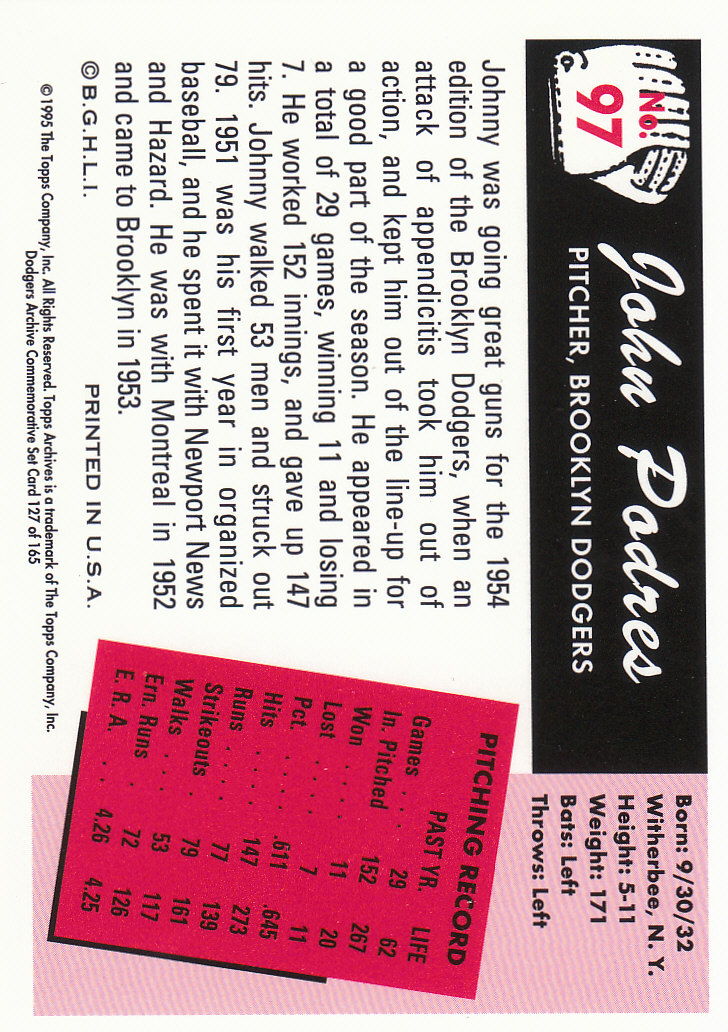 No.
97
John Podres
PITCHER, BROOKLYN DODGERS
Born: 9/30/32
Witherbee, N. Y.
Height: 5-11
Weight: 171
Bats: Left
Throws: Left
Johnny was going great guns for the 1954
edition of the Brooklyn Dodgers, when an
attack of appendicitis took him out of
action, and kept him out of the line-up for
a good part of the season. He appeared in
a total of 29 games, winning 11 and losing
7. He worked 152 innings, and gave up 147
hits. Johnny walked 53 men and struck out
79. 1951 was his first year in organized
baseball, and he spent it with Newport News
and Hazard. He was with Montreal in 1952
and came to Brooklyn in 1953.
© B.G.H.L.I. PRINTED IN U.S.A.
© 1995 The Topps Company, Inc. All Rights Reserved. Topps Archives is a trademark of The Topps Company, Inc.
Dodgers Archive Commemorative Set Card 127 of 165
PITCHING RECORD
PAST YR. LIFE
Games . . . 29 62
In. Pitched 152 267
Won . . . . 11 20
Lost . . . . 7 11
Pct. . . . . .611 .645
Hits . . . . 147 273
Runs . . . . 77 139
Strikeouts . 79 161
Walks . . . 53 117
Ern. Runs . 72 126
E. R. A. . . 4.26 4.25